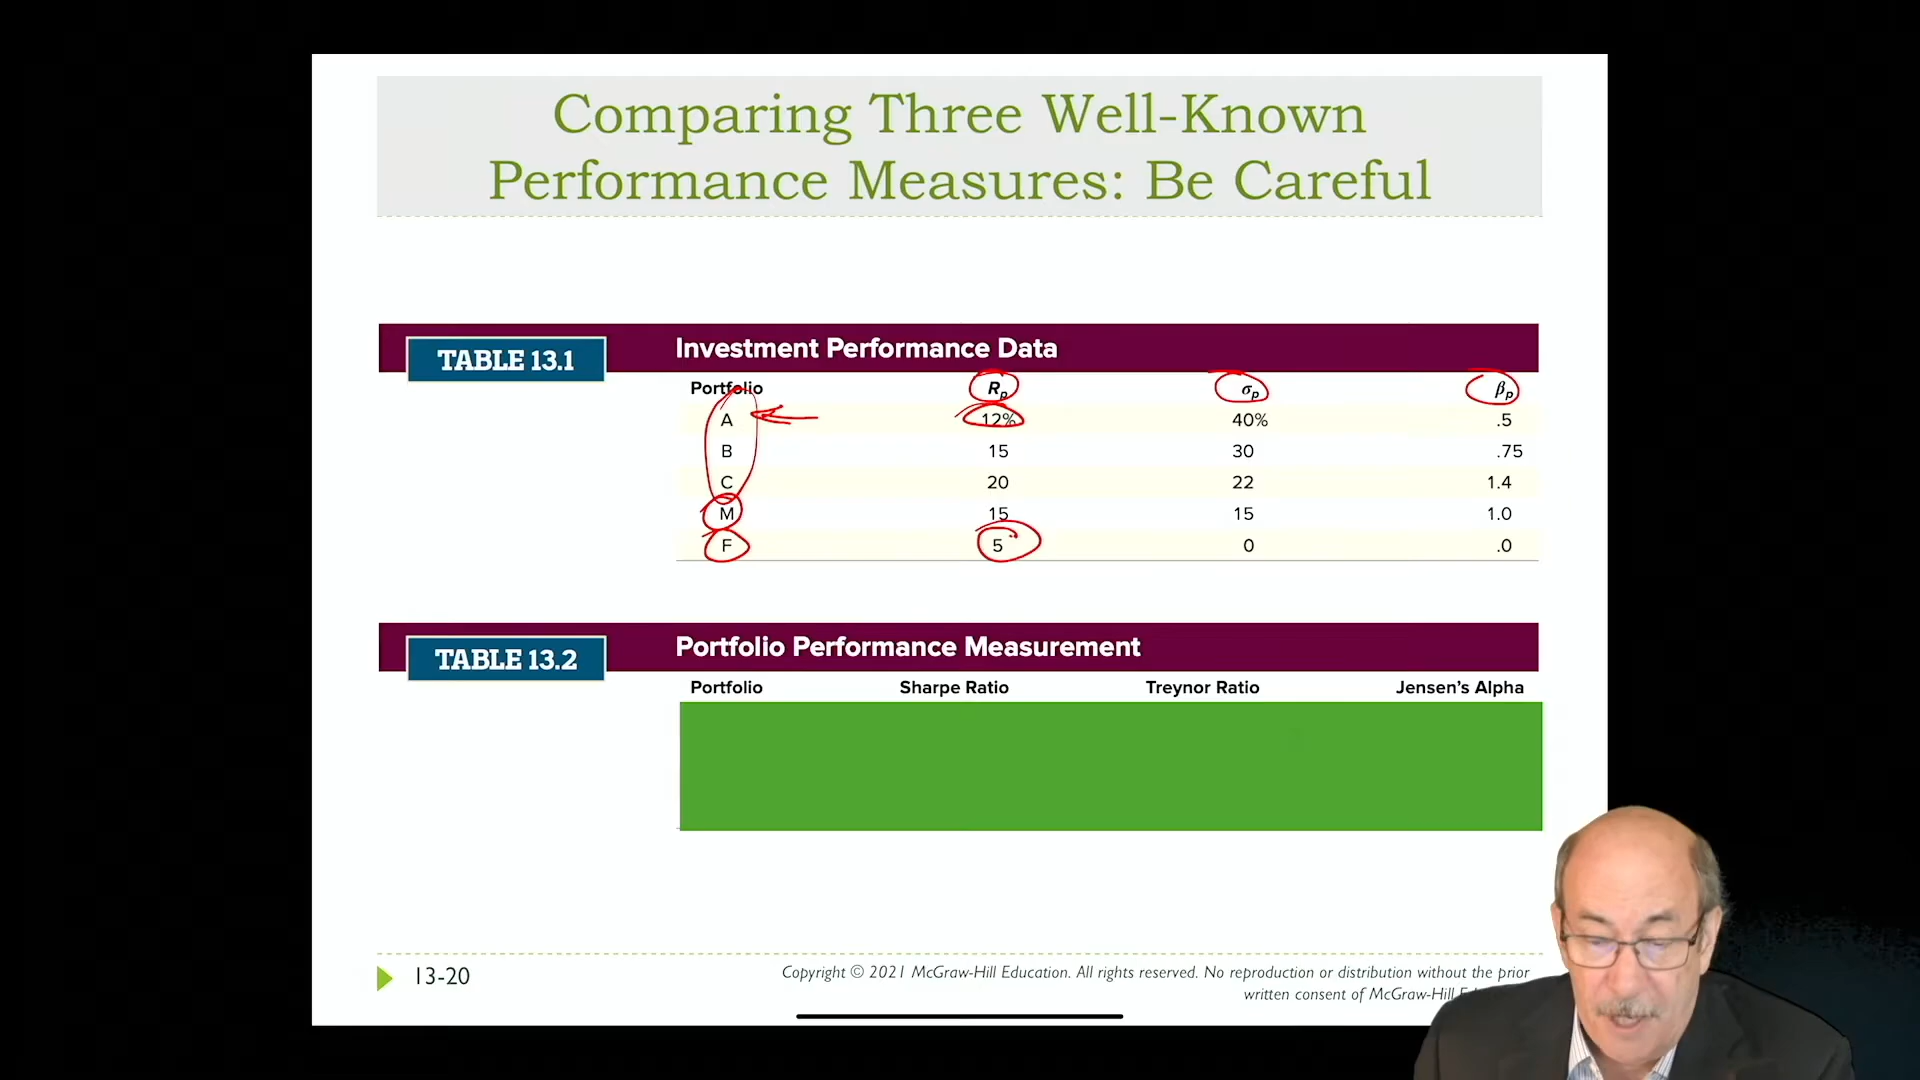 Comparing Three Well-Known
Performance Measures: Be Careful
TABLE 13.1 Investment Performance Data
Portfolio Rp σp βp
A 12% 40% .5
B 15 30 .75
C 20 22 1.4
M 15 15 1.0
F 5 0 .0
TABLE 13.2 Portfolio Performance Measurement
Portfolio Sharpe Ratio Treynor Ratio Jensen's Alpha
13-20
Copyright © 2021 McGraw-Hill Education. All rights reserved. No reproduction or distribution without the prior
written consent of McGraw-Hill